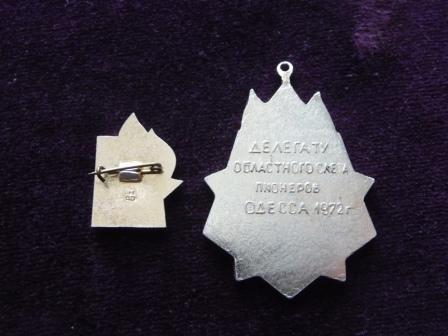 ДЕЛЕГАТУ
ОБЛАСТНОГО СЛЕТА
ПИОНЕРОВ
ОДЕССА 1972 г.